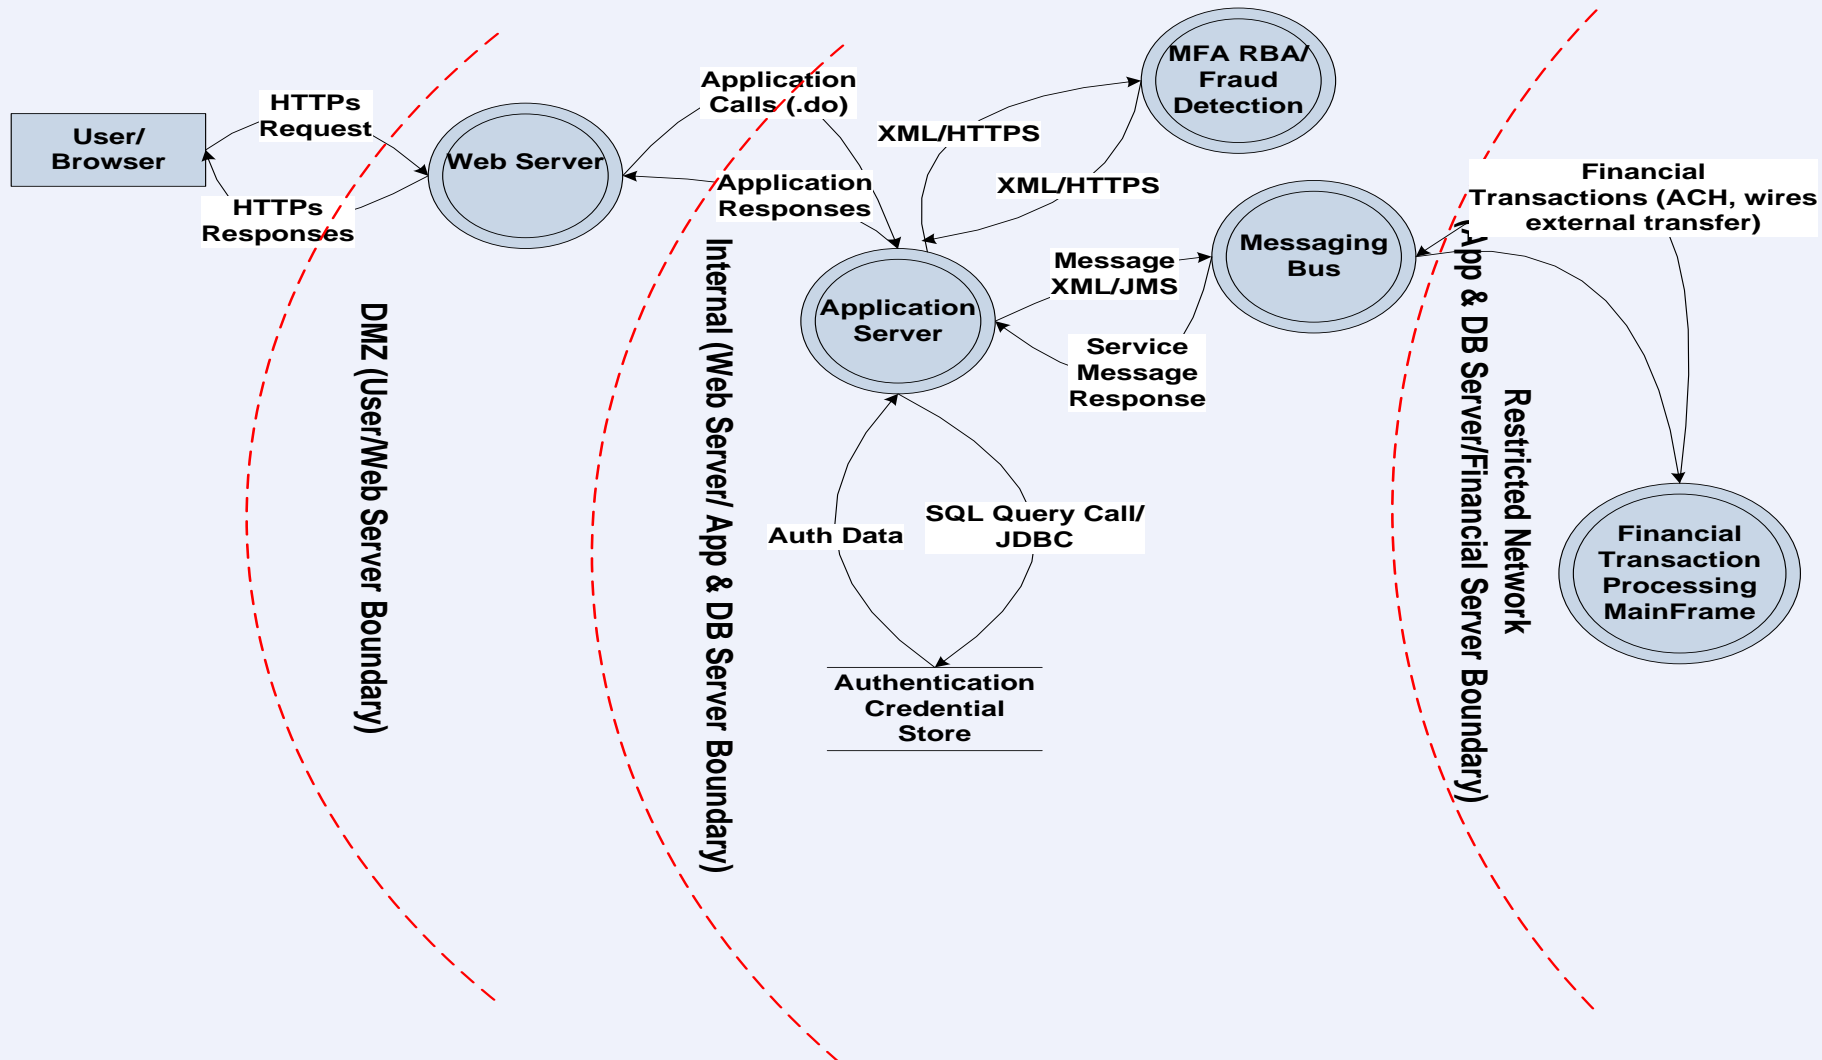 User/
Browser
HTTPs
Request
HTTPs
Responses
DMZ (User/Web Server Boundary)
Web Server
Application
Calls (.do)
Application
Responses
Internal (Web Server/ App & DB Server Boundary)
MFA RBA/
Fraud
Detection
XML/HTTPS
XML/HTTPS
Application
Server
Message
XML/JMS
Service
Message
Response
Messaging
Bus
Auth Data
SQL Query Call/
JDBC
Authentication
Credential
Store
Financial
Transactions (ACH, wires
external transfer)
Restricted Network
(App & DB Server/Financial Server Boundary)
Financial
Transaction
Processing
MainFrame